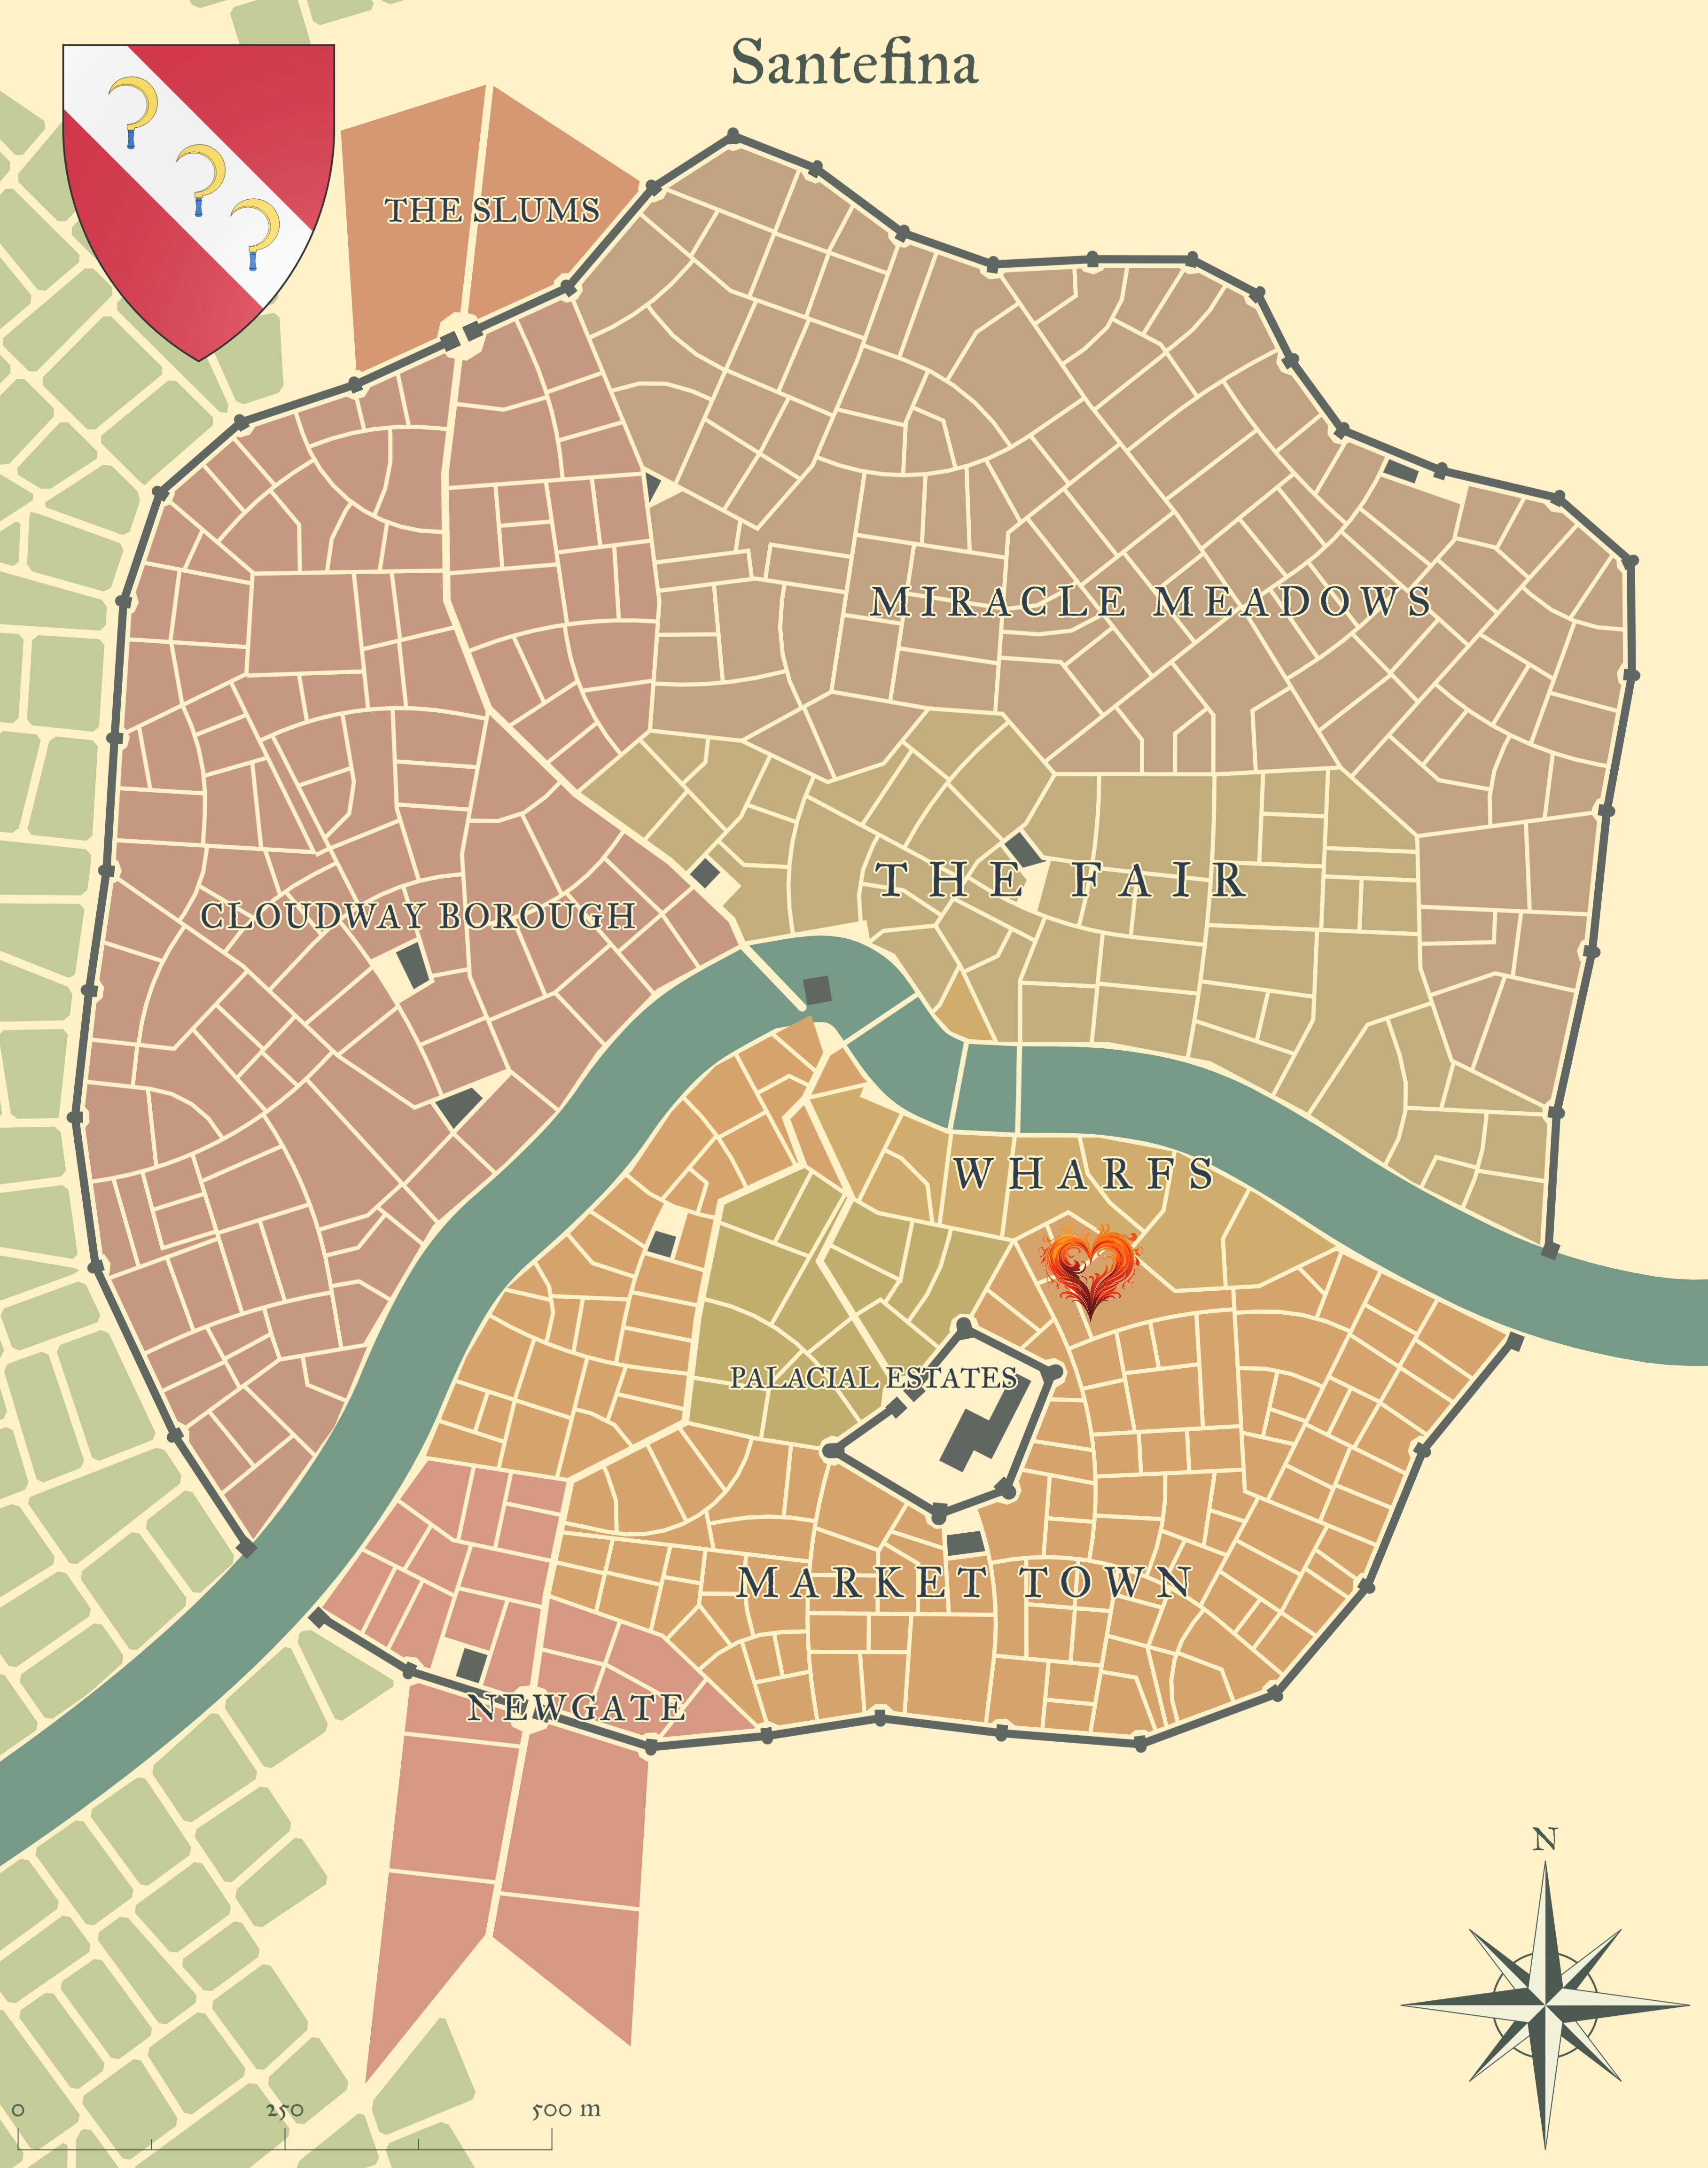 Santefina
THE SLUMS
MIRACLE MEADOWS
THE FAIR
CLOUDWAY BOROUGH
WHARFS
PALACIAL ESTATES
MARKET TOWN
NEWGATE
N
0 250 500 m